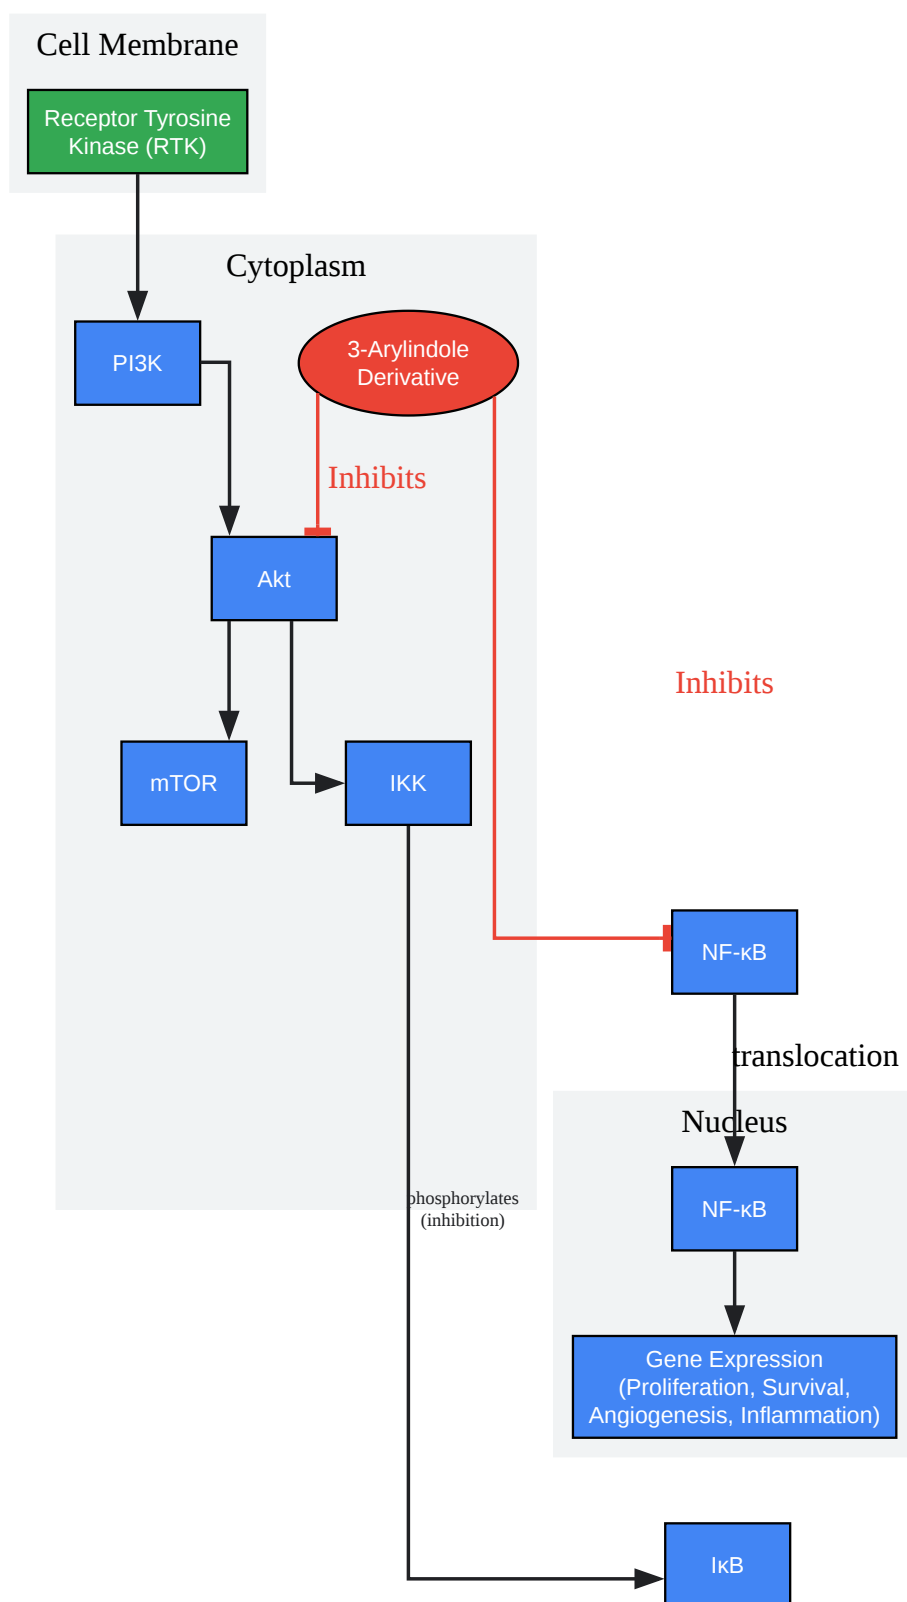 Cell Membrane
Receptor Tyrosine
Kinase (RTK)
Cytoplasm
PI3K
3-Arylindole
Derivative
Inhibits
Akt
Inhibits
mTOR
IKK
NF-κB
translocation
Nucleus
phosphorylates
(inhibition)
NF-κB
Gene Expression
(Proliferation, Survival,
Angiogenesis, Inflammation)
IκB